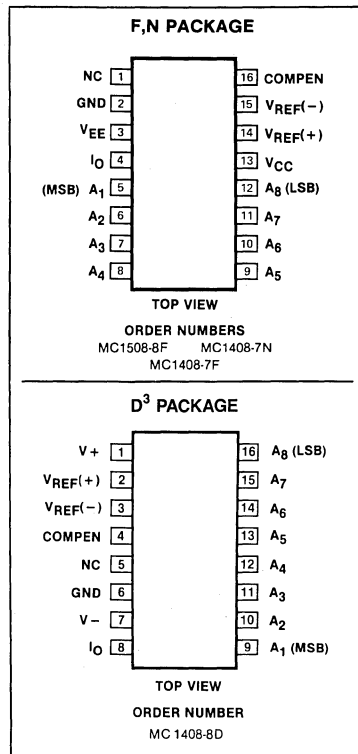 F,N PACKAGE
NC 1 16 COMPEN
GND 2 15 VREF(-)
VEE 3 14 VREF(+)
IO 4 13 VCC
(MSB) A1 5 12 A8 (LSB)
A2 6 11 A7
A3 7 10 A6
A4 8 9 A5
TOP VIEW
ORDER NUMBERS
MC1508-8F MC1408-7N
MC1408-7F
D³ PACKAGE
V+ 1 16 A8 (LSB)
VREF(+) 2 15 A7
VREF(-) 3 14 A6
COMPEN 4 13 A5
NC 5 12 A4
GND 6 11 A3
V- 7 10 A2
IO 8 9 A1 (MSB)
TOP VIEW
ORDER NUMBER
MC 1408-8D